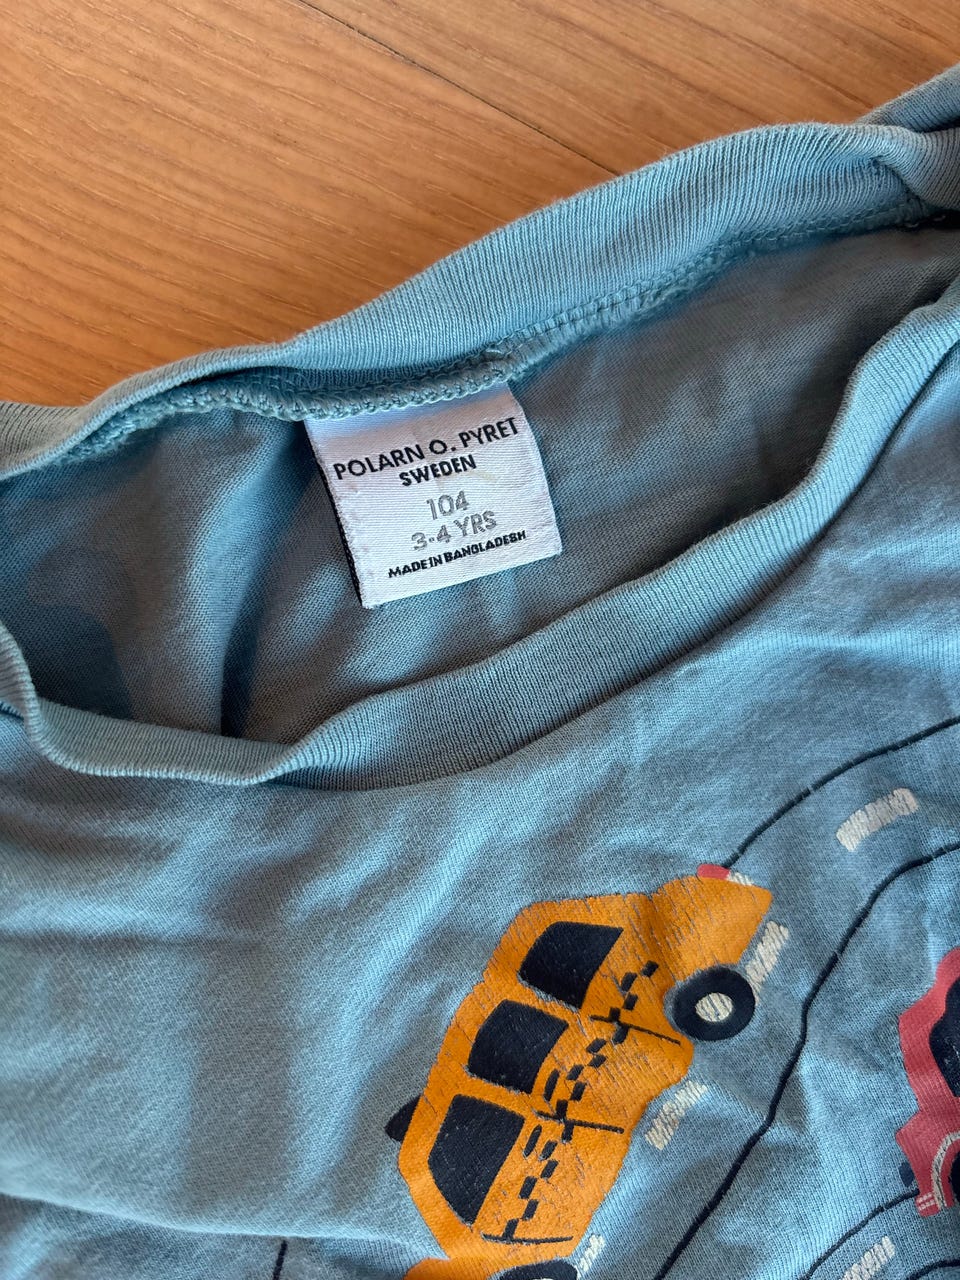 POLARN O. PYRET
SWEDEN
104
3-4 YRS
MADE IN BANGLADESH